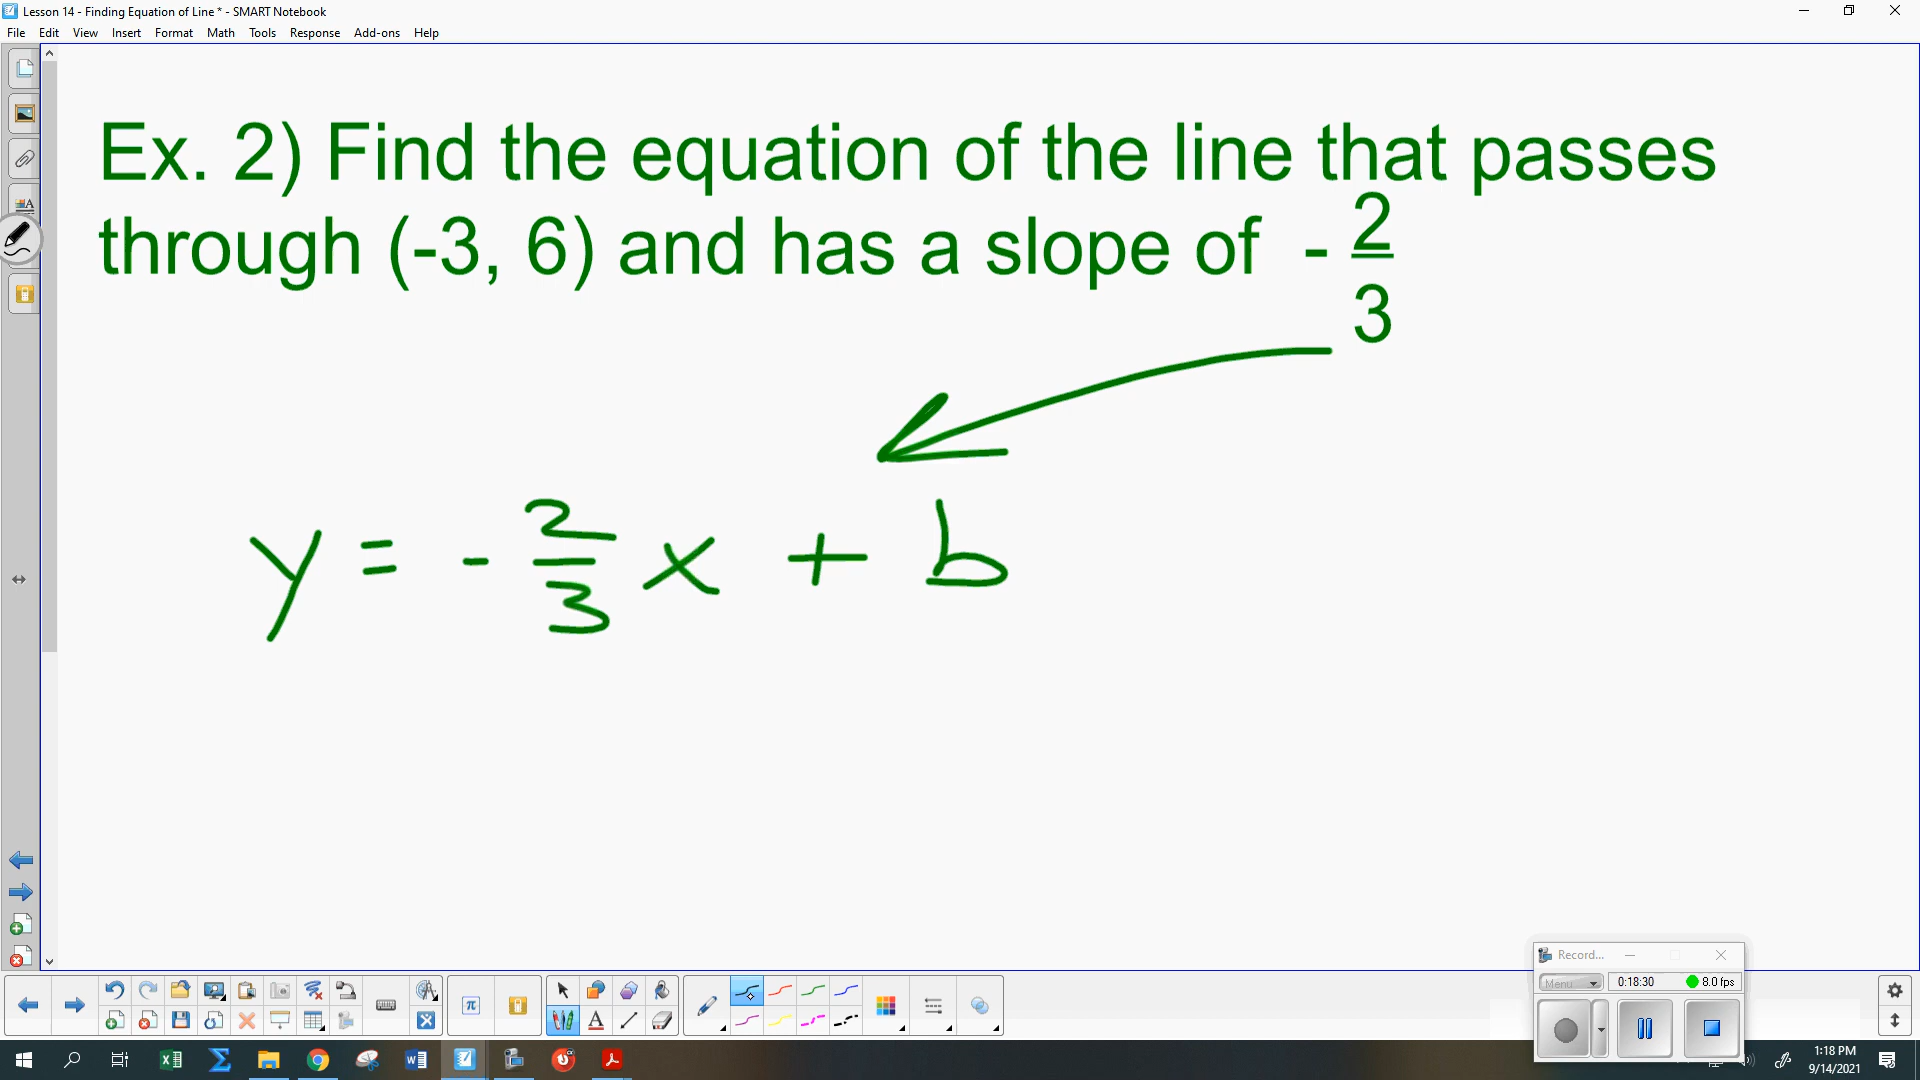 Lesson 14 - Finding Equation of Line * - SMART Notebook
File Edit View Insert Format Math Tools Response Add-ons Help
Ex. 2) Find the equation of the line that passes
through (-3, 6) and has a slope of - 2/3
y = - 2/3 x + b
Record...
Menu 0:18:30 8.0 fps
1:18 PM
9/14/2021